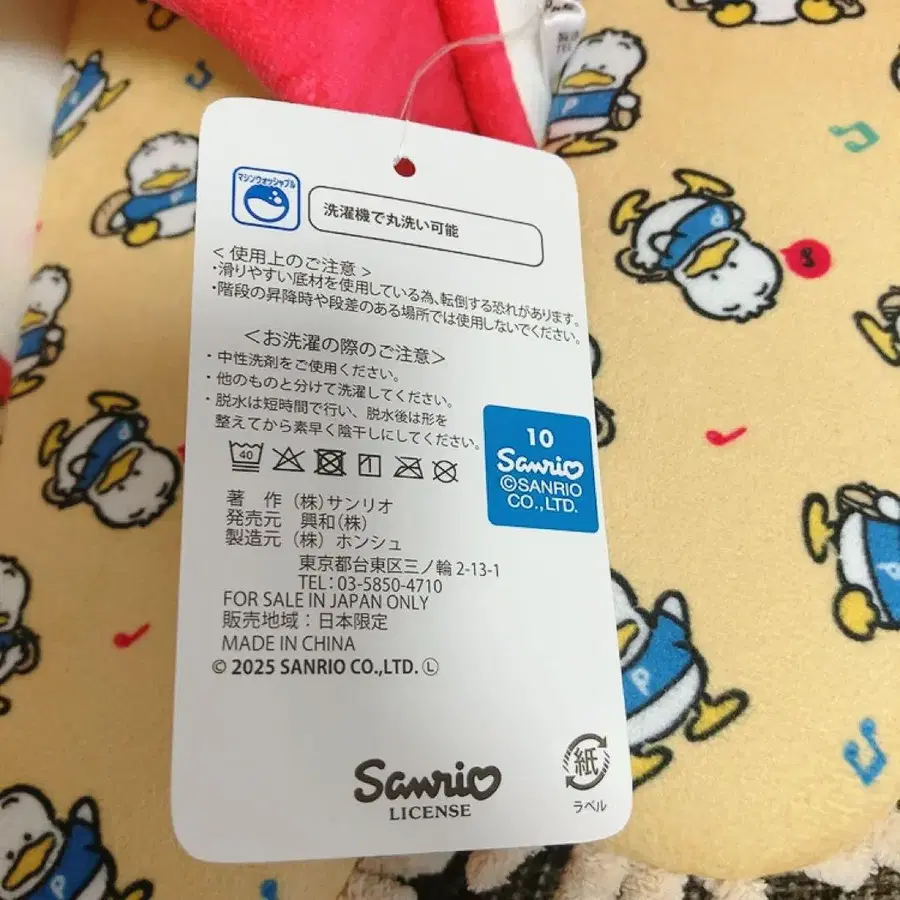 マシンウォッシャブル
洗濯機で丸洗い可能
＜使用上のご注意＞
・滑りやすい底材を使用している為、転倒する恐れがあります。
・階段の昇降時や段差のある場所では使用しないでください。
＜お洗濯の際のご注意＞
・中性洗剤をご使用ください。
・他のものと分けて洗濯してください。
・脱水は短時間で行い、脱水後は形を
整えてから素早く陰干しにしてください。
40
10
Sanrio
©SANRIO
CO.,LTD.
著　作 （株）サンリオ
発売元　興和（株）
製造元 （株）ホンシュ
東京都台東区三ノ輪 2-13-1
TEL：03-5850-4710
FOR SALE IN JAPAN ONLY
販売地域：日本限定
MADE IN CHINA
© 2025 SANRIO CO.,LTD. Ⓛ
Sanrio
LICENSE
紙
ラベル